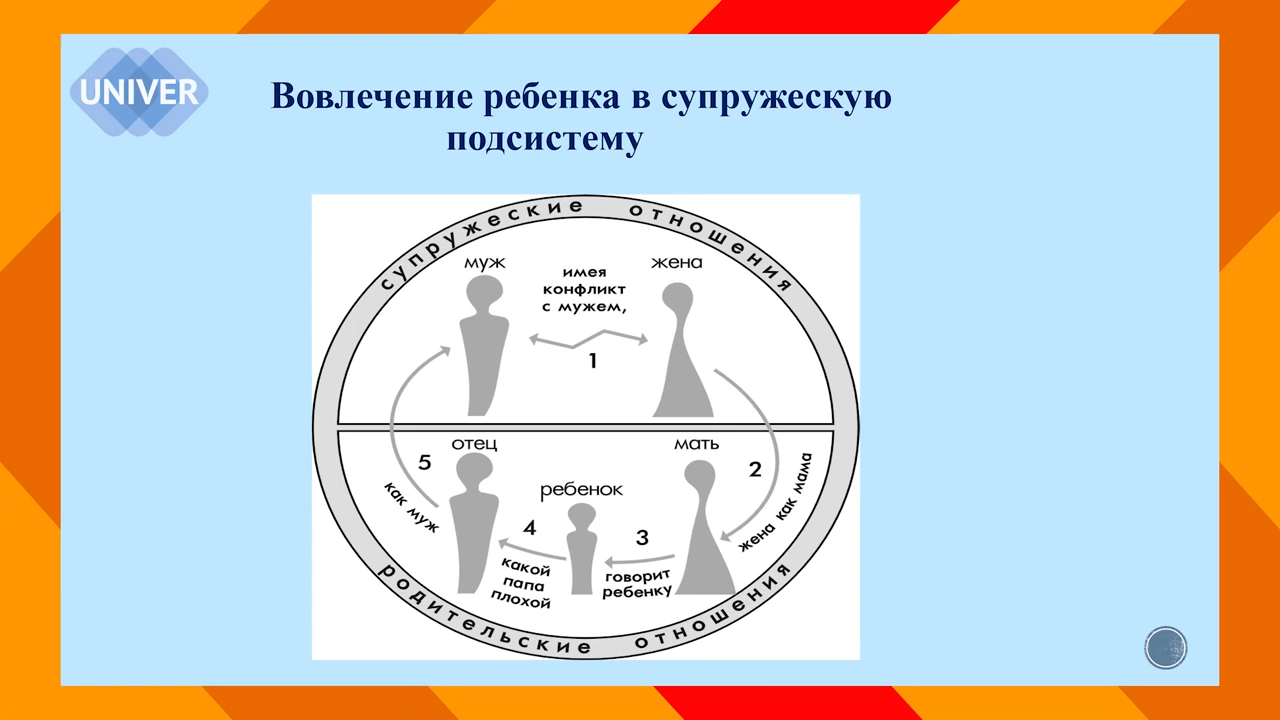 UNIVER
Вовлечение ребенка в супружескую
подсистему
супружеские отношения
муж
жена
имея
конфликт
с мужем,
1
отец
мать
5
2
ребенок
как муж
4
3
жена как мама
какой
папа
плохой
говорит
ребенку
родительские отношения